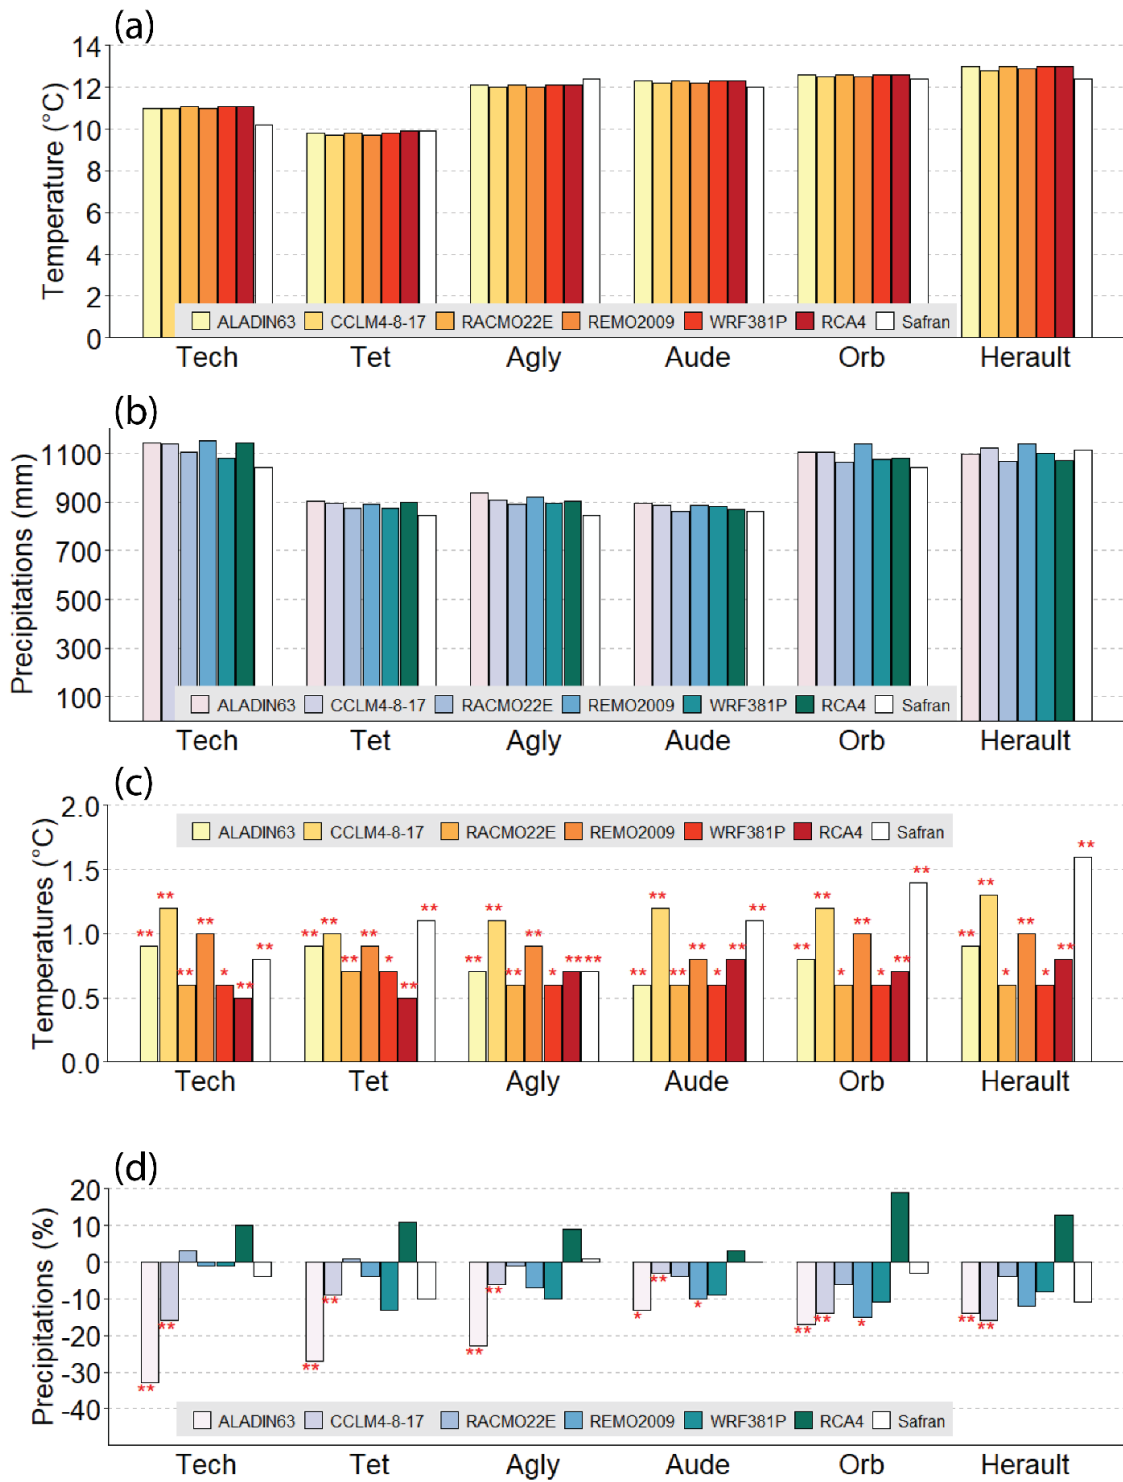 (a)
Temperature (°C)
14
12
10
8
6
4
2
0
ALADIN63 CCLM4-8-17 RACMO22E REMO2009 WRF381P RCA4 Safran
Tech Tet Agly Aude Orb Herault
(b)
Precipitations (mm)
1100
900
700
500
300
100
ALADIN63 CCLM4-8-17 RACMO22E REMO2009 WRF381P RCA4 Safran
Tech Tet Agly Aude Orb Herault
(c)
Temperatures (°C)
2.0
1.5
1.0
0.5
0.0
ALADIN63 CCLM4-8-17 RACMO22E REMO2009 WRF381P RCA4 Safran
** ** ** ** * ** **
** ** ** ** * ** **
** ** ** ** * ** **
** ** ** ** * ** **
** ** * ** * ** **
** ** * ** * ** **
Tech Tet Agly Aude Orb Herault
(d)
Precipitations (%)
20
10
0
-10
-20
-30
-40
** **
** **
** **
* ** *
** ** *
** **
ALADIN63 CCLM4-8-17 RACMO22E REMO2009 WRF381P RCA4 Safran
Tech Tet Agly Aude Orb Herault